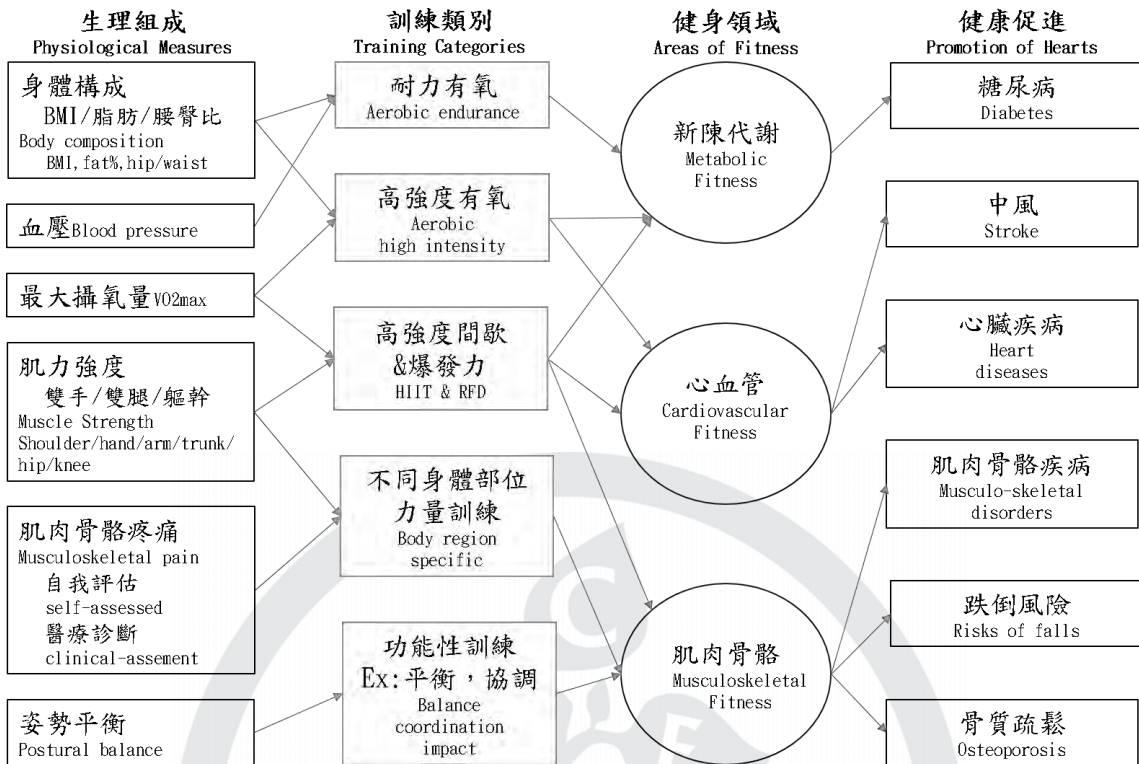 生理組成
Physiological Measures
身體構成
BMI/脂肪/腰臀比
Body composition
BMI,fat%,hip/waist
血壓Blood pressure
最大攝氧量VO2max
肌力強度
雙手/雙腿/軀幹
Muscle Strength
Shoulder/hand/arm/trunk/
hip/knee
肌肉骨骼疼痛
Musculoskeletal pain
自我評估
self-assessed
醫療診斷
clinical-assement
姿勢平衡
Postural balance
訓練類別
Training Categories
耐力有氧
Aerobic endurance
高強度有氧
Aerobic
high intensity
高強度間歇
&爆發力
HIIT & RFD
不同身體部位
力量訓練
Body region
specific
功能性訓練
Ex:平衡，協調
Balance
coordination
impact
健身領域
Areas of Fitness
新陳代謝
Metabolic
Fitness
心血管
Cardiovascular
Fitness
肌肉骨骼
Musculoskeletal
Fitness
健康促進
Promotion of Hearts
糖尿病
Diabetes
中風
Stroke
心臟疾病
Heart
diseases
肌肉骨骼疾病
Musculo-skeletal
disorders
跌倒風險
Risks of falls
骨質疏鬆
Osteoporosis